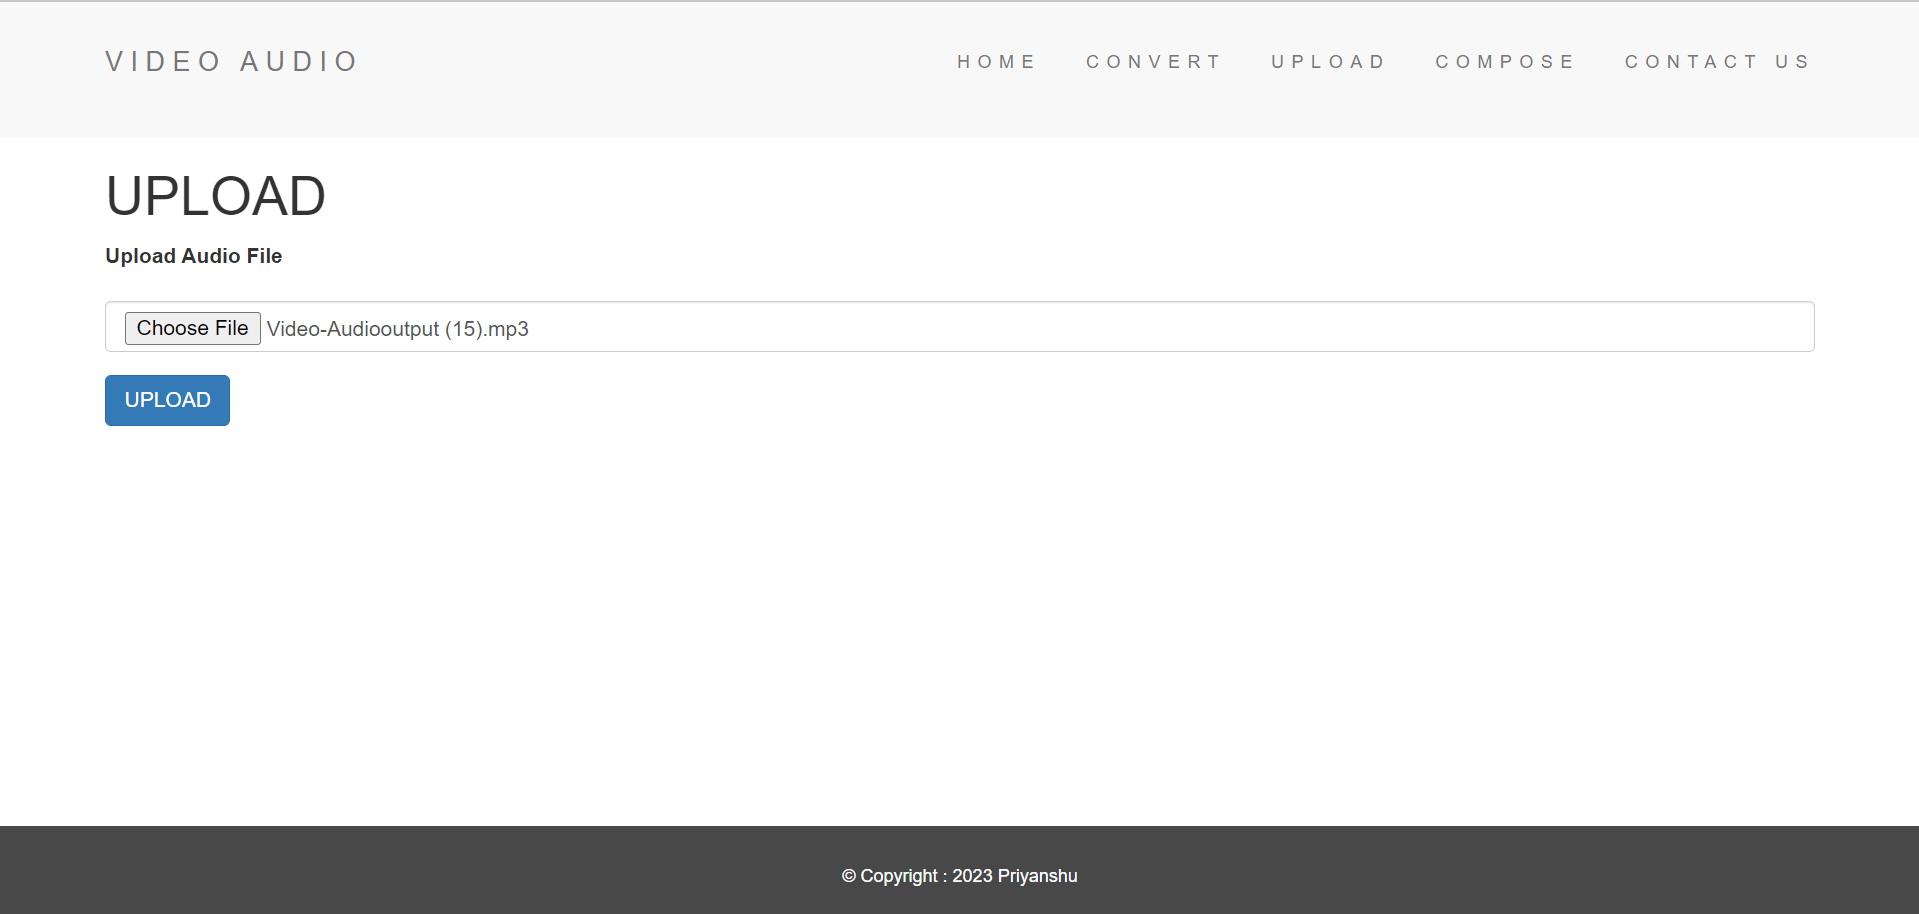 VIDEO AUDIO
HOME CONVERT UPLOAD COMPOSE CONTACT US
UPLOAD
Upload Audio File
Choose File Video-Audiooutput (15).mp3
UPLOAD
© Copyright : 2023 Priyanshu